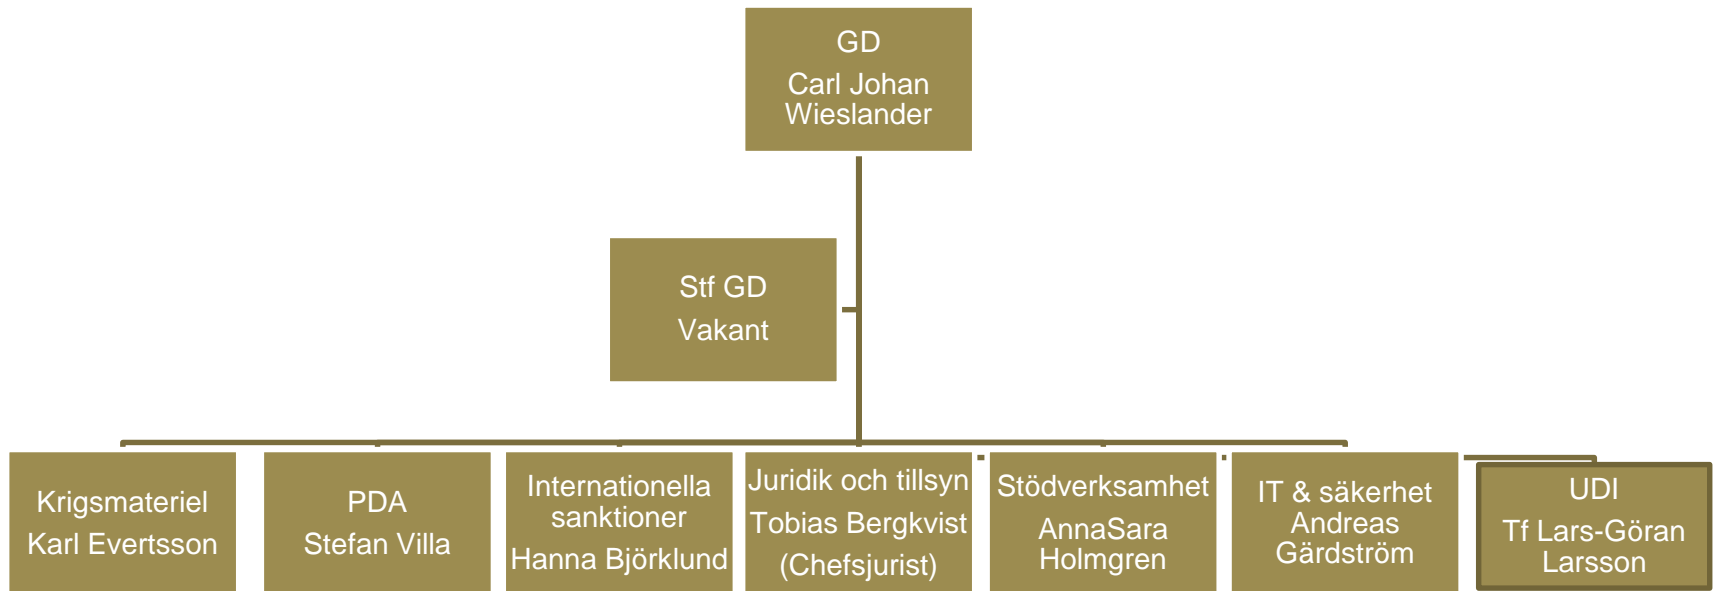 GD
Carl Johan
Wieslander
Stf GD
Vakant
Krigsmateriel
Karl Evertsson
PDA
Stefan Villa
Internationella
sanktioner
Hanna Björklund
Juridik och tillsyn
Tobias Bergkvist
(Chefsjurist)
Stödverksamhet
AnnaSara
Holmgren
IT & säkerhet
Andreas
Gärdström
UDI
Tf Lars-Göran
Larsson